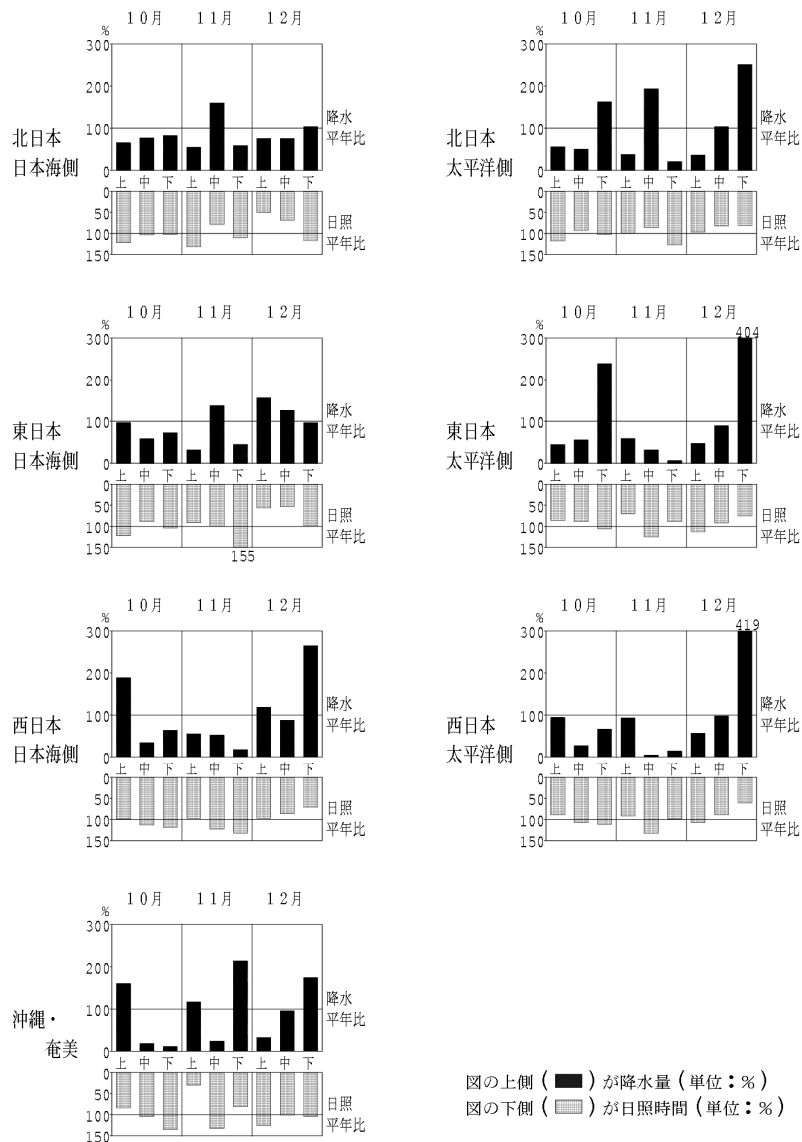 10月 11月 12月
%
300
200
100
0
降水
平年比
北日本
日本海側
上 中 下 上 中 下 上 中 下
0
50
100
150
日照
平年比
10月 11月 12月
%
300
200
100
0
降水
平年比
北日本
太平洋側
上 中 下 上 中 下 上 中 下
0
50
100
150
日照
平年比
10月 11月 12月
%
300
200
100
0
降水
平年比
東日本
日本海側
上 中 下 上 中 下 上 中 下
0
50
100
150
日照
平年比
155
10月 11月 12月
%
404
300
200
100
0
降水
平年比
東日本
太平洋側
上 中 下 上 中 下 上 中 下
0
50
100
150
日照
平年比
10月 11月 12月
%
300
200
100
0
降水
平年比
西日本
日本海側
上 中 下 上 中 下 上 中 下
0
50
100
150
日照
平年比
10月 11月 12月
%
419
300
200
100
0
降水
平年比
西日本
太平洋側
上 中 下 上 中 下 上 中 下
0
50
100
150
日照
平年比
10月 11月 12月
%
300
200
100
0
降水
平年比
沖縄・
奄美
上 中 下 上 中 下 上 中 下
0
50
100
150
日照
平年比
図の上側( )が降水量(単位:%)
図の下側( )が日照時間(単位:%)